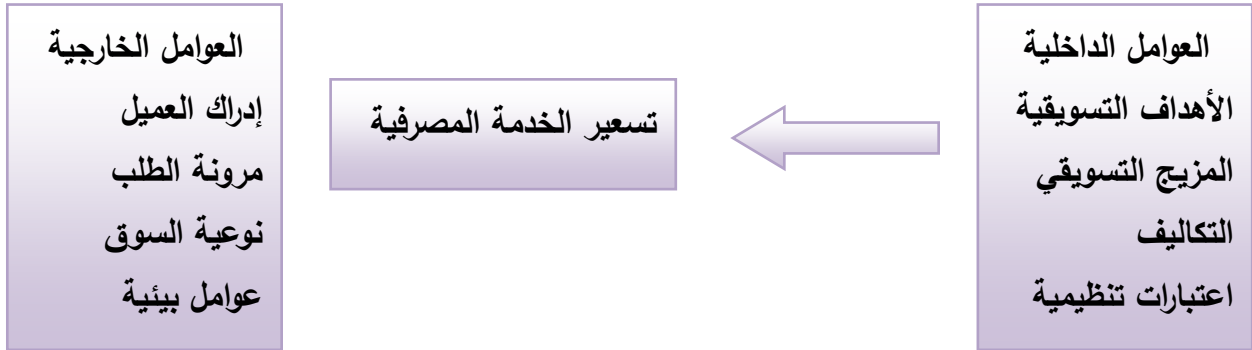 العوامل الداخلية
الأهداف التسويقية
المزيج التسويقي
التكاليف
اعتبارات تنظيمية
تسعير الخدمة المصرفية
العوامل الخارجية
إدراك العميل
مرونة الطلب
نوعية السوق
عوامل بيئية